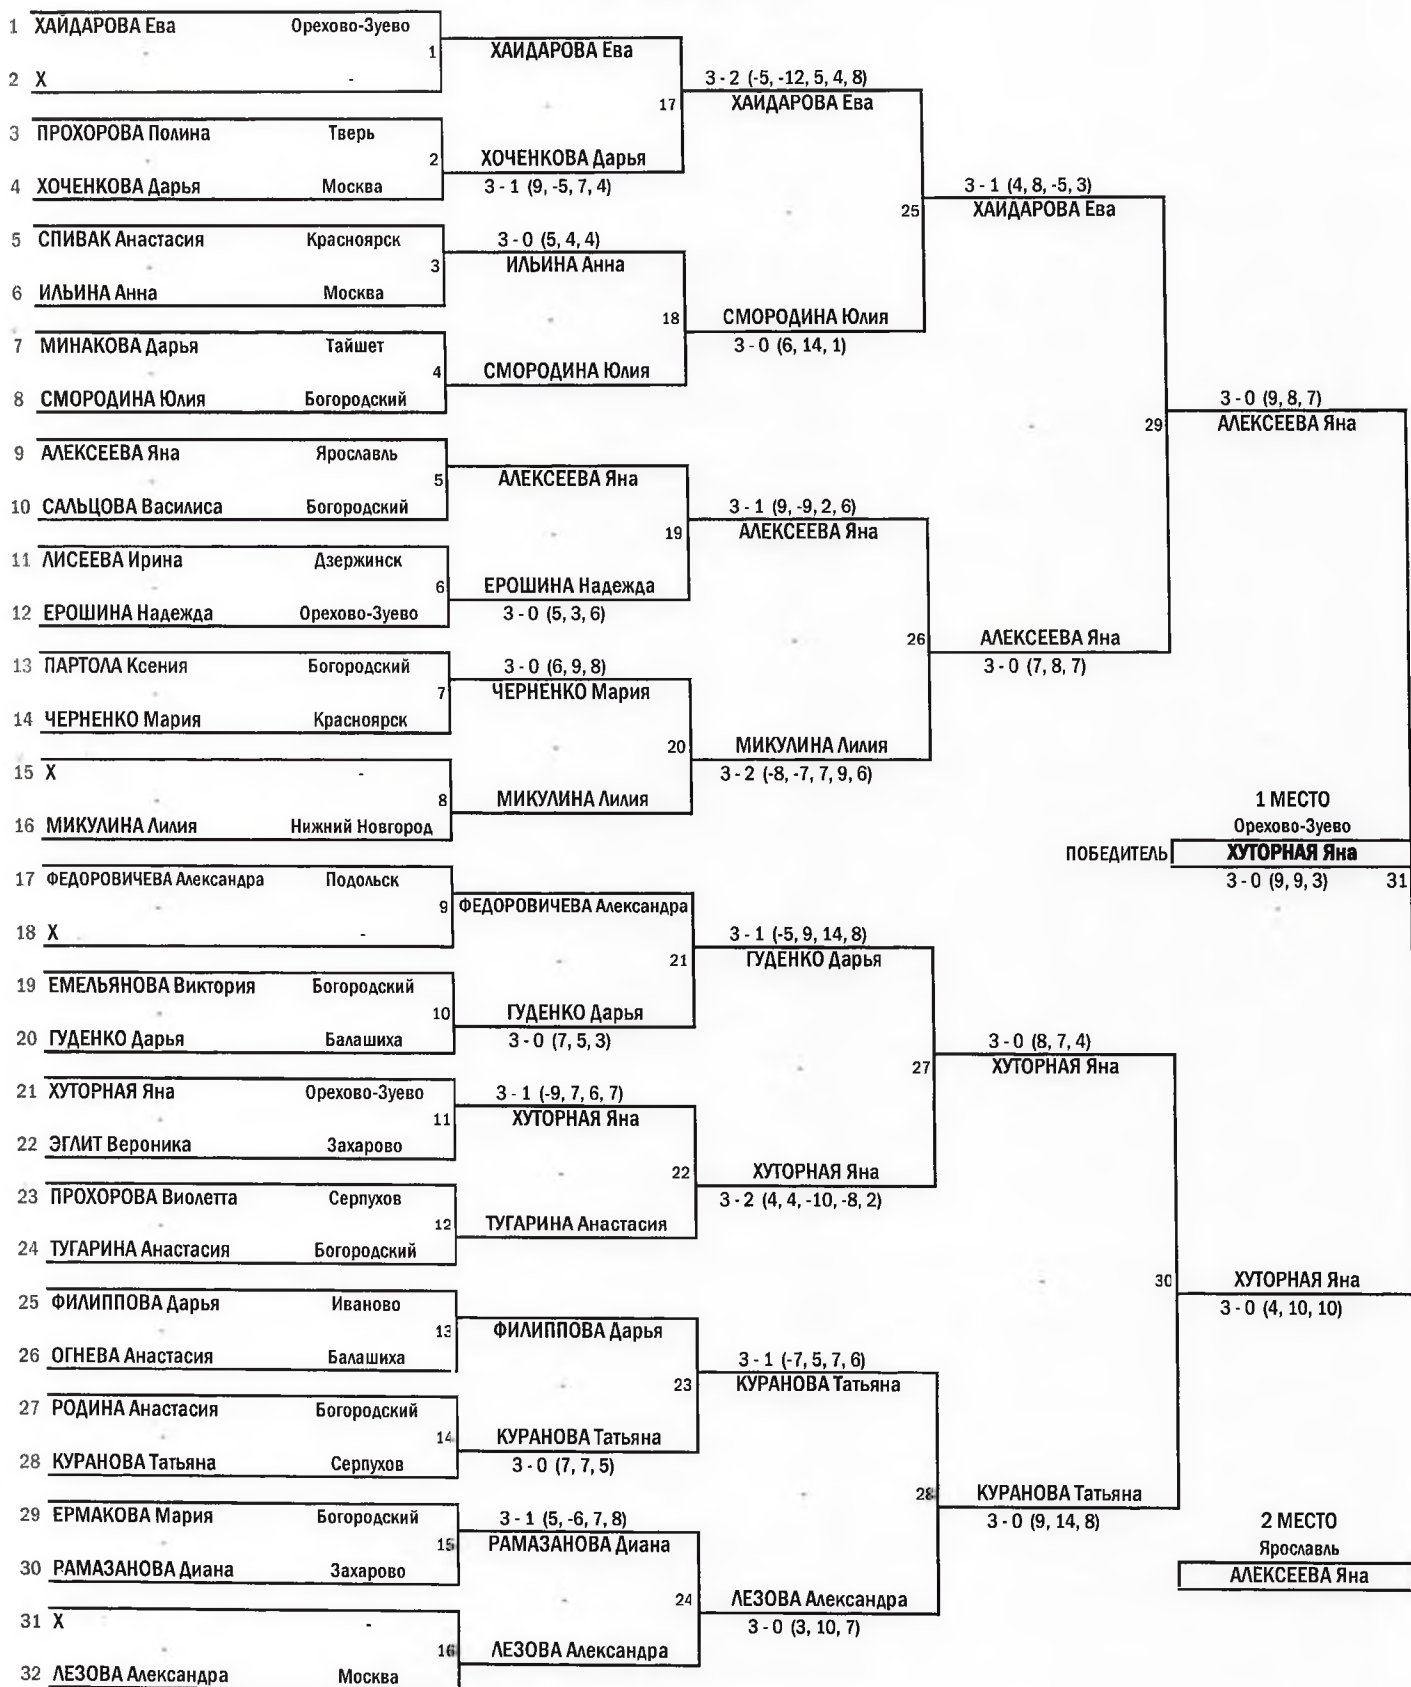 1 ХАЙДАРОВА Ева Орехово-Зуево
1 ХАЙДАРОВА Ева
2 X -
3 - 2 (-5, -12, 5, 4, 8)
17 ХАЙДАРОВА Ева
3 ПРОХОРОВА Полина Тверь
2 ХОЧЕНКОВА Дарья
4 ХОЧЕНКОВА Дарья Москва
3 - 1 (9, -5, 7, 4)
3 - 1 (4, 8, -5, 3)
25 ХАЙДАРОВА Ева
5 СПИВАК Анастасия Красноярск
3 - 0 (5, 4, 4)
3 ИЛЬИНА Анна
6 ИЛЬИНА Анна Москва
18 СМОРОДИНА Юлия
3 - 0 (6, 14, 1)
7 МИНАКОВА Дарья Тайшет
4 СМОРОДИНА Юлия
8 СМОРОДИНА Юлия Богородский
3 - 0 (9, 8, 7)
29 АЛЕКСЕЕВА Яна
9 АЛЕКСЕЕВА Яна Ярославль
5 АЛЕКСЕЕВА Яна
10 САЛЬЦОВА Василиса Богородский
3 - 1 (9, -9, 2, 6)
19 АЛЕКСЕЕВА Яна
11 ЛИСЕЕВА Ирина Дзержинск
6 ЕРОШИНА Надежда
12 ЕРОШИНА Надежда Орехово-Зуево
3 - 0 (5, 3, 6)
26 АЛЕКСЕЕВА Яна
3 - 0 (7, 8, 7)
13 ПАРТОЛА Ксения Богородский
3 - 0 (6, 9, 8)
7 ЧЕРНЕНКО Мария
14 ЧЕРНЕНКО Мария Красноярск
20 МИКУЛИНА Лилия
3 - 2 (-8, -7, 7, 9, 6)
15 X -
8 МИКУЛИНА Лилия
16 МИКУЛИНА Лилия Нижний Новгород
1 МЕСТО
Орехово-Зуево
ПОБЕДИТЕЛЬ ХУТОРНАЯ Яна
3 - 0 (9, 9, 3) 31
17 ФЕДОРОВИЧЕВА Александра Подольск
9 ФЕДОРОВИЧЕВА Александра
18 X -
3 - 1 (-5, 9, 14, 8)
21 ГУДЕНКО Дарья
19 ЕМЕЛЬЯНОВА Виктория Богородский
10 ГУДЕНКО Дарья
20 ГУДЕНКО Дарья Балашиха
3 - 0 (7, 5, 3)
3 - 0 (8, 7, 4)
27 ХУТОРНАЯ Яна
21 ХУТОРНАЯ Яна Орехово-Зуево
3 - 1 (-9, 7, 6, 7)
11 ХУТОРНАЯ Яна
22 ЭГЛИТ Вероника Захарово
22 ХУТОРНАЯ Яна
3 - 2 (4, 4, -10, -8, 2)
23 ПРОХОРОВА Виолетта Серпухов
12 ТУГАРИНА Анастасия
24 ТУГАРИНА Анастасия Богородский
30 ХУТОРНАЯ Яна
3 - 0 (4, 10, 10)
25 ФИЛИППОВА Дарья Иваново
13 ФИЛИППОВА Дарья
26 ОГНЕВА Анастасия Балашиха
3 - 1 (-7, 5, 7, 6)
23 КУРАНОВА Татьяна
27 РОДИНА Анастасия Богородский
14 КУРАНОВА Татьяна
28 КУРАНОВА Татьяна Серпухов
3 - 0 (7, 7, 5)
28 КУРАНОВА Татьяна
3 - 0 (9, 14, 8)
29 ЕРМАКОВА Мария Богородский
3 - 1 (5, -6, 7, 8)
15 РАМАЗАНОВА Диана
30 РАМАЗАНОВА Диана Захарово
24 ЛЕЗОВА Александра
3 - 0 (3, 10, 7)
2 МЕСТО
Ярославль
АЛЕКСЕЕВА Яна
31 X -
16 ЛЕЗОВА Александра
32 ЛЕЗОВА Александра Москва